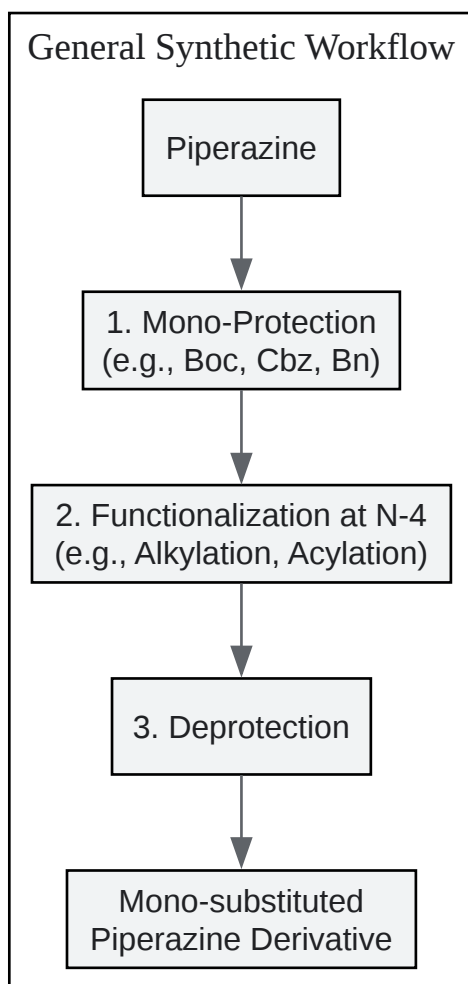 General Synthetic Workflow
Piperazine
1. Mono-Protection
(e.g., Boc, Cbz, Bn)
2. Functionalization at N-4
(e.g., Alkylation, Acylation)
3. Deprotection
Mono-substituted
Piperazine Derivative